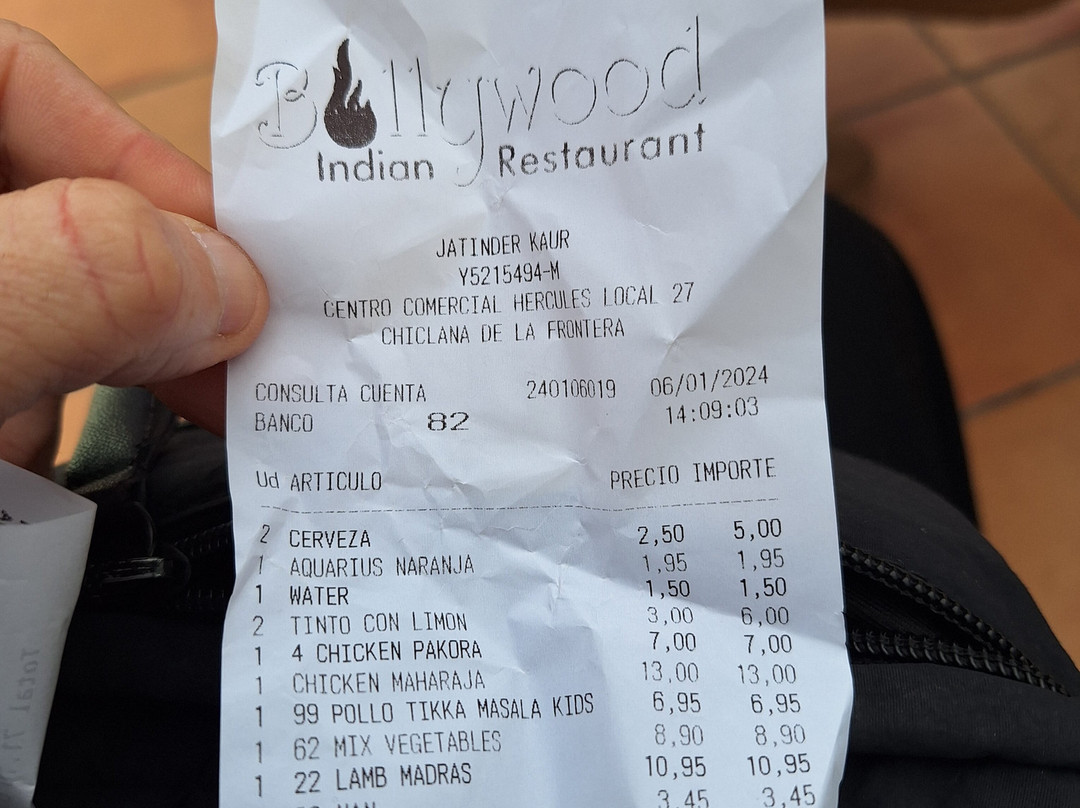 Bollywood
Indian Restaurant
JATINDER KAUR
Y5215494-M
CENTRO COMERCIAL HERCULES LOCAL 27
CHICLANA DE LA FRONTERA
CONSULTA CUENTA 240106019 06/01/2024
BANCO 82 14:09:03
Ud ARTICULO PRECIO IMPORTE
2 CERVEZA 2,50 5,00
1 AQUARIUS NARANJA 1,95 1,95
1 WATER 1,50 1,50
2 TINTO CON LIMON 3,00 6,00
1 4 CHICKEN PAKORA 7,00 7,00
1 CHICKEN MAHARAJA 13,00 13,00
1 99 POLLO TIKKA MASALA KIDS 6,95 6,95
1 62 MIX VEGETABLES 8,90 8,90
1 22 LAMB MADRAS 10,95 10,95
NAN 3,45 3,45
Total